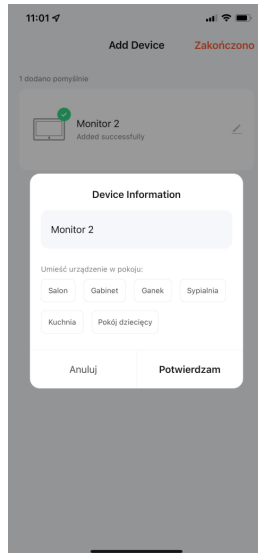 11:01
Add Device
Zakończono
1 dodano pomyślnie
Monitor 2
Added successfully
Device Information
Monitor 2
Umieść urządzenie w pokoju:
Salon Gabinet Ganek Sypialnia
Kuchnia Pokój dziecięcy
Anuluj Potwierdzam